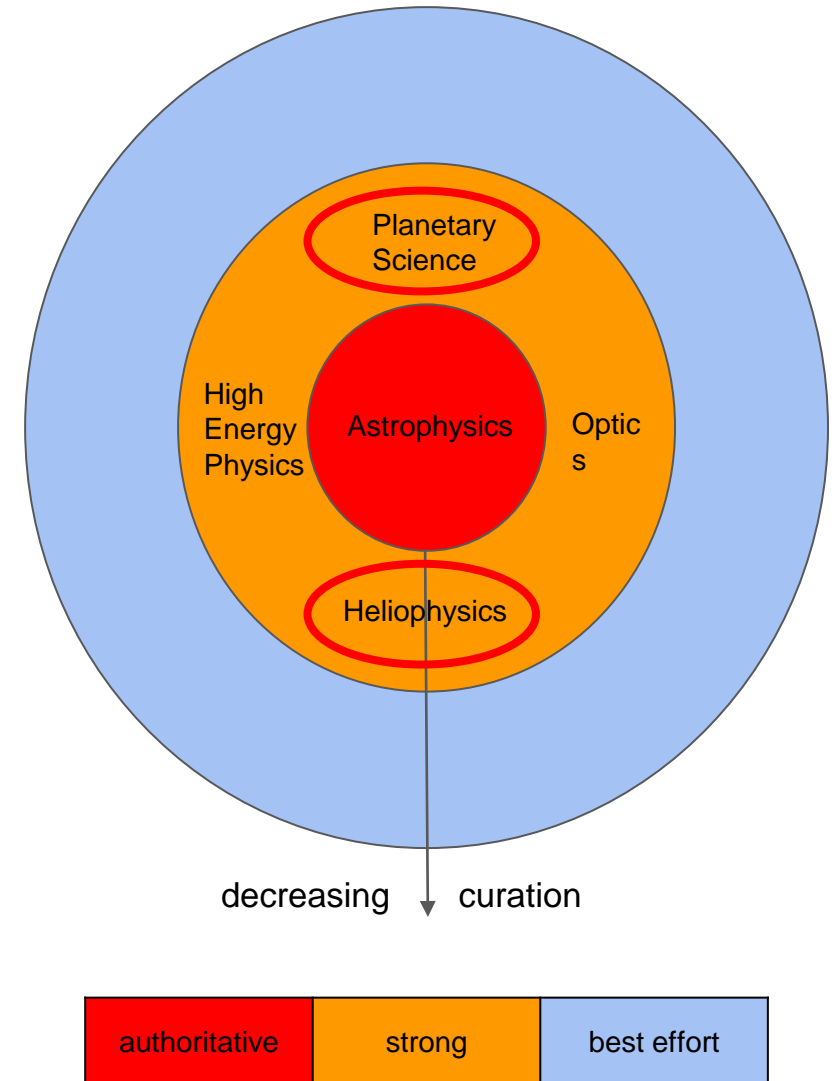 Planetary
Science
High
Energy
Physics
Astrophysics
Optic
s
Heliophysics
decreasing curation
authoritative strong best effort